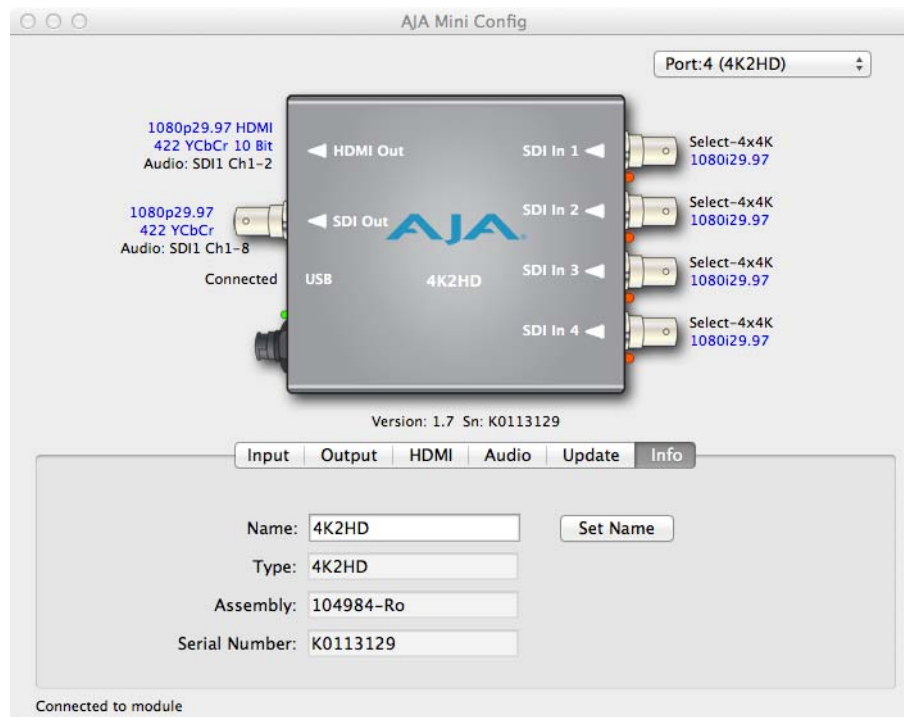 AJA Mini Config
Port:4 (4K2HD)
1080p29.97 HDMI
422 YCbCr 10 Bit
Audio: SDI1 Ch1-2
HDMI Out
SDI In 1
Select-4x4K
1080i29.97
1080p29.97
422 YCbCr
Audio: SDI1 Ch1-8
SDI Out
AJA
SDI In 2
Select-4x4K
1080i29.97
Connected
USB
4K2HD
SDI In 3
Select-4x4K
1080i29.97
SDI In 4
Select-4x4K
1080i29.97
Version: 1.7 Sn: K0113129
Input Output HDMI Audio Update Info
Name: 4K2HD Set Name
Type: 4K2HD
Assembly: 104984-Ro
Serial Number: K0113129
Connected to module